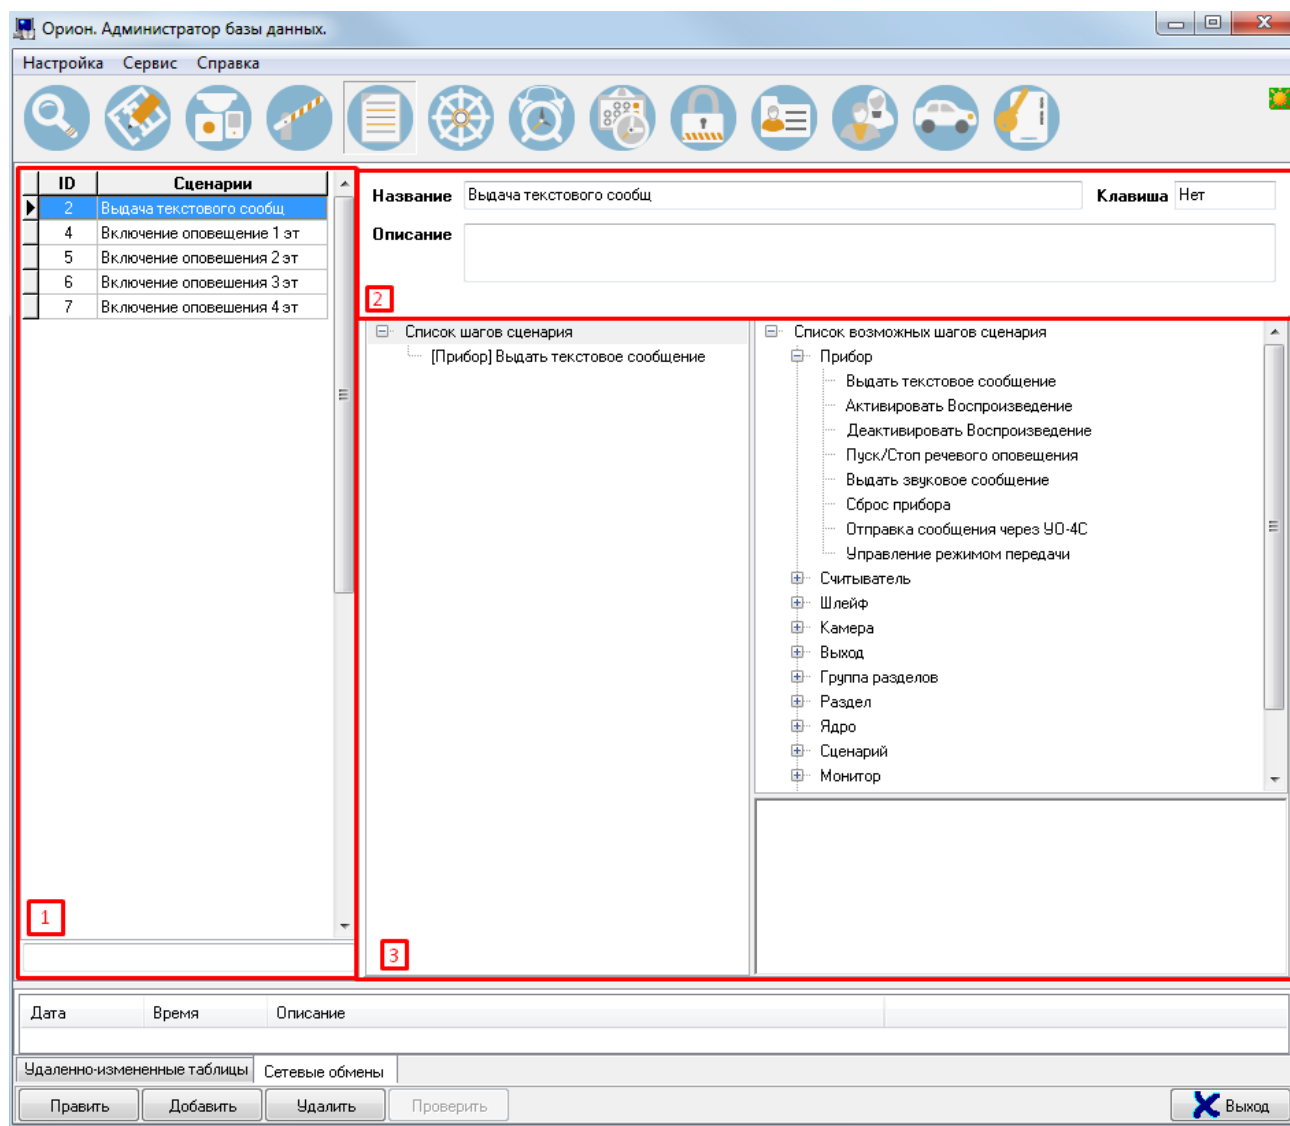 Орион. Администратор базы данных.
Настройка Сервис Справка
ID Сценарии
2 Выдача текстового сообщ
4 Включение оповещение 1 эт
5 Включение оповешения 2 эт
6 Включение оповешения 3 эт
7 Включение оповешения 4 эт
1
Название Выдача текстового сообщ Клавиша Нет
Описание
2
Список шагов сценария
[Прибор] Выдать текстовое сообщение
3
Список возможных шагов сценария
Прибор
Выдать текстовое сообщение
Активировать Воспроизведение
Деактивировать Воспроизведение
Пуск/Стоп речевого оповещения
Выдать звуковое сообщение
Сброс прибора
Отправка сообщения через УО-4С
Управление режимом передачи
Считыватель
Шлейф
Камера
Выход
Группа разделов
Раздел
Ядро
Сценарий
Монитор
Дата Время Описание
Удаленно-измененные таблицы Сетевые обмены
Править Добавить Удалить Проверить Выход